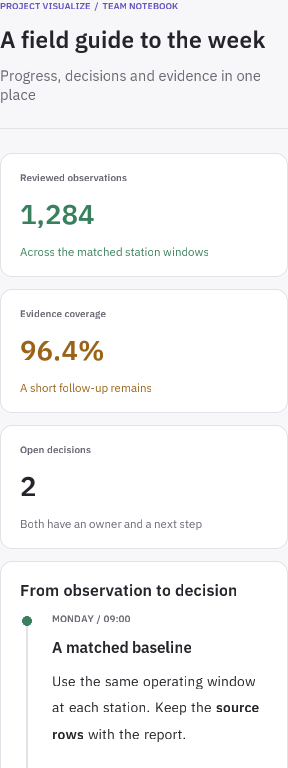 PROJECT VISUALIZE / TEAM NOTEBOOK
A field guide to the week
Progress, decisions and evidence in one
place
Reviewed observations
1,284
Across the matched station windows
Evidence coverage
96.4%
A short follow-up remains
Open decisions
2
Both have an owner and a next step
From observation to decision
MONDAY / 09:00
A matched baseline
Use the same operating window
at each station. Keep the source
rows with the report.